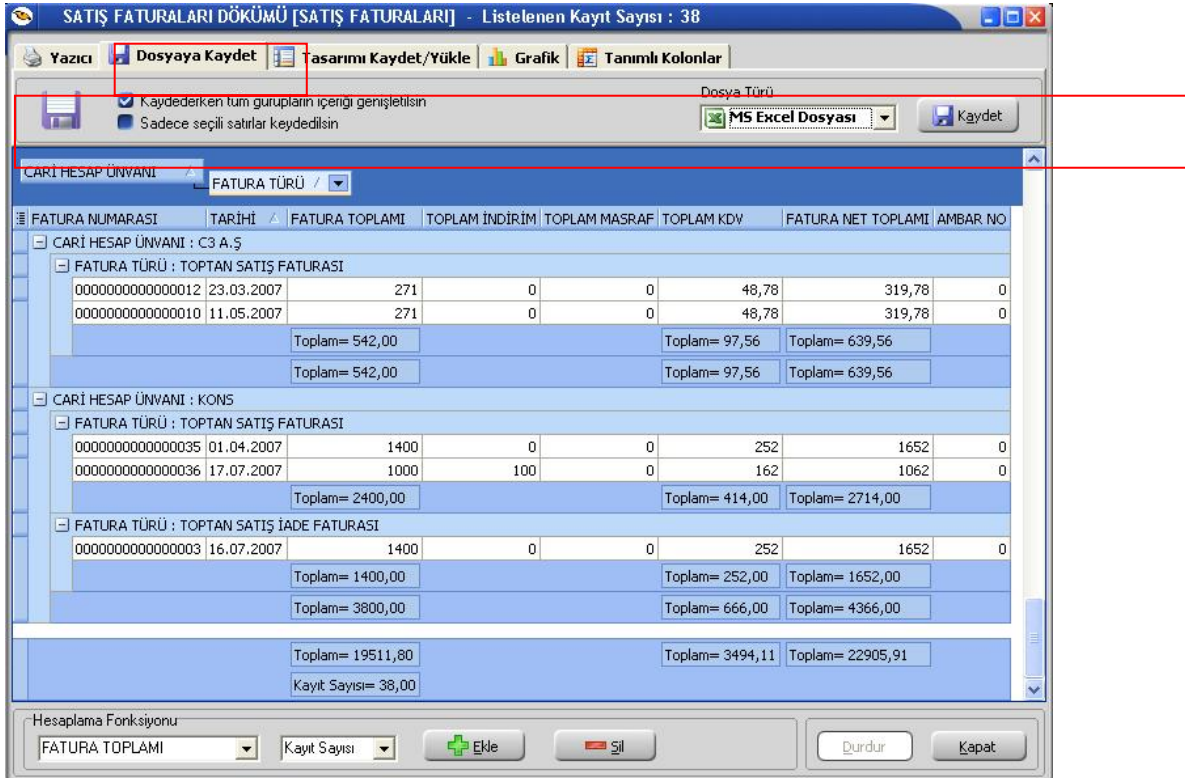 SATIŞ FATURALARI DÖKÜMÜ [SATIŞ FATURALARI] - Listelenen Kayıt Sayısı : 38
Yazıcı Dosyaya Kaydet Tasarımı Kaydet/Yükle Grafik Tanımlı Kolonlar
Kaydederken tüm gurupların içeriği genişletilsin
Sadece seçili satırlar keydedilsin
Dosya Türü
MS Excel Dosyası Kaydet
CARİ HESAP ÜNVANI
FATURA TÜRÜ
FATURA NUMARASI TARİHİ FATURA TOPLAMI TOPLAM İNDİRİM TOPLAM MASRAF TOPLAM KDV FATURA NET TOPLAMI AMBAR NO
CARİ HESAP ÜNVANI : C3 A.Ş
FATURA TÜRÜ : TOPTAN SATIŞ FATURASI
0000000000000012 23.03.2007 271 0 0 48,78 319,78 0
0000000000000010 11.05.2007 271 0 0 48,78 319,78 0
Toplam= 542,00 Toplam= 97,56 Toplam= 639,56
Toplam= 542,00 Toplam= 97,56 Toplam= 639,56
CARİ HESAP ÜNVANI : KONS
FATURA TÜRÜ : TOPTAN SATIŞ FATURASI
0000000000000035 01.04.2007 1400 0 0 252 1652 0
0000000000000036 17.07.2007 1000 100 0 162 1062 0
Toplam= 2400,00 Toplam= 414,00 Toplam= 2714,00
FATURA TÜRÜ : TOPTAN SATIŞ İADE FATURASI
0000000000000003 16.07.2007 1400 0 0 252 1652 0
Toplam= 1400,00 Toplam= 252,00 Toplam= 1652,00
Toplam= 3800,00 Toplam= 666,00 Toplam= 4366,00
Toplam= 19511,80 Toplam= 3494,11 Toplam= 22905,91
Kayıt Sayısı= 38,00
Hesaplama Fonksiyonu
FATURA TOPLAMI Kayıt Sayısı Ekle Sil Durdur Kapat